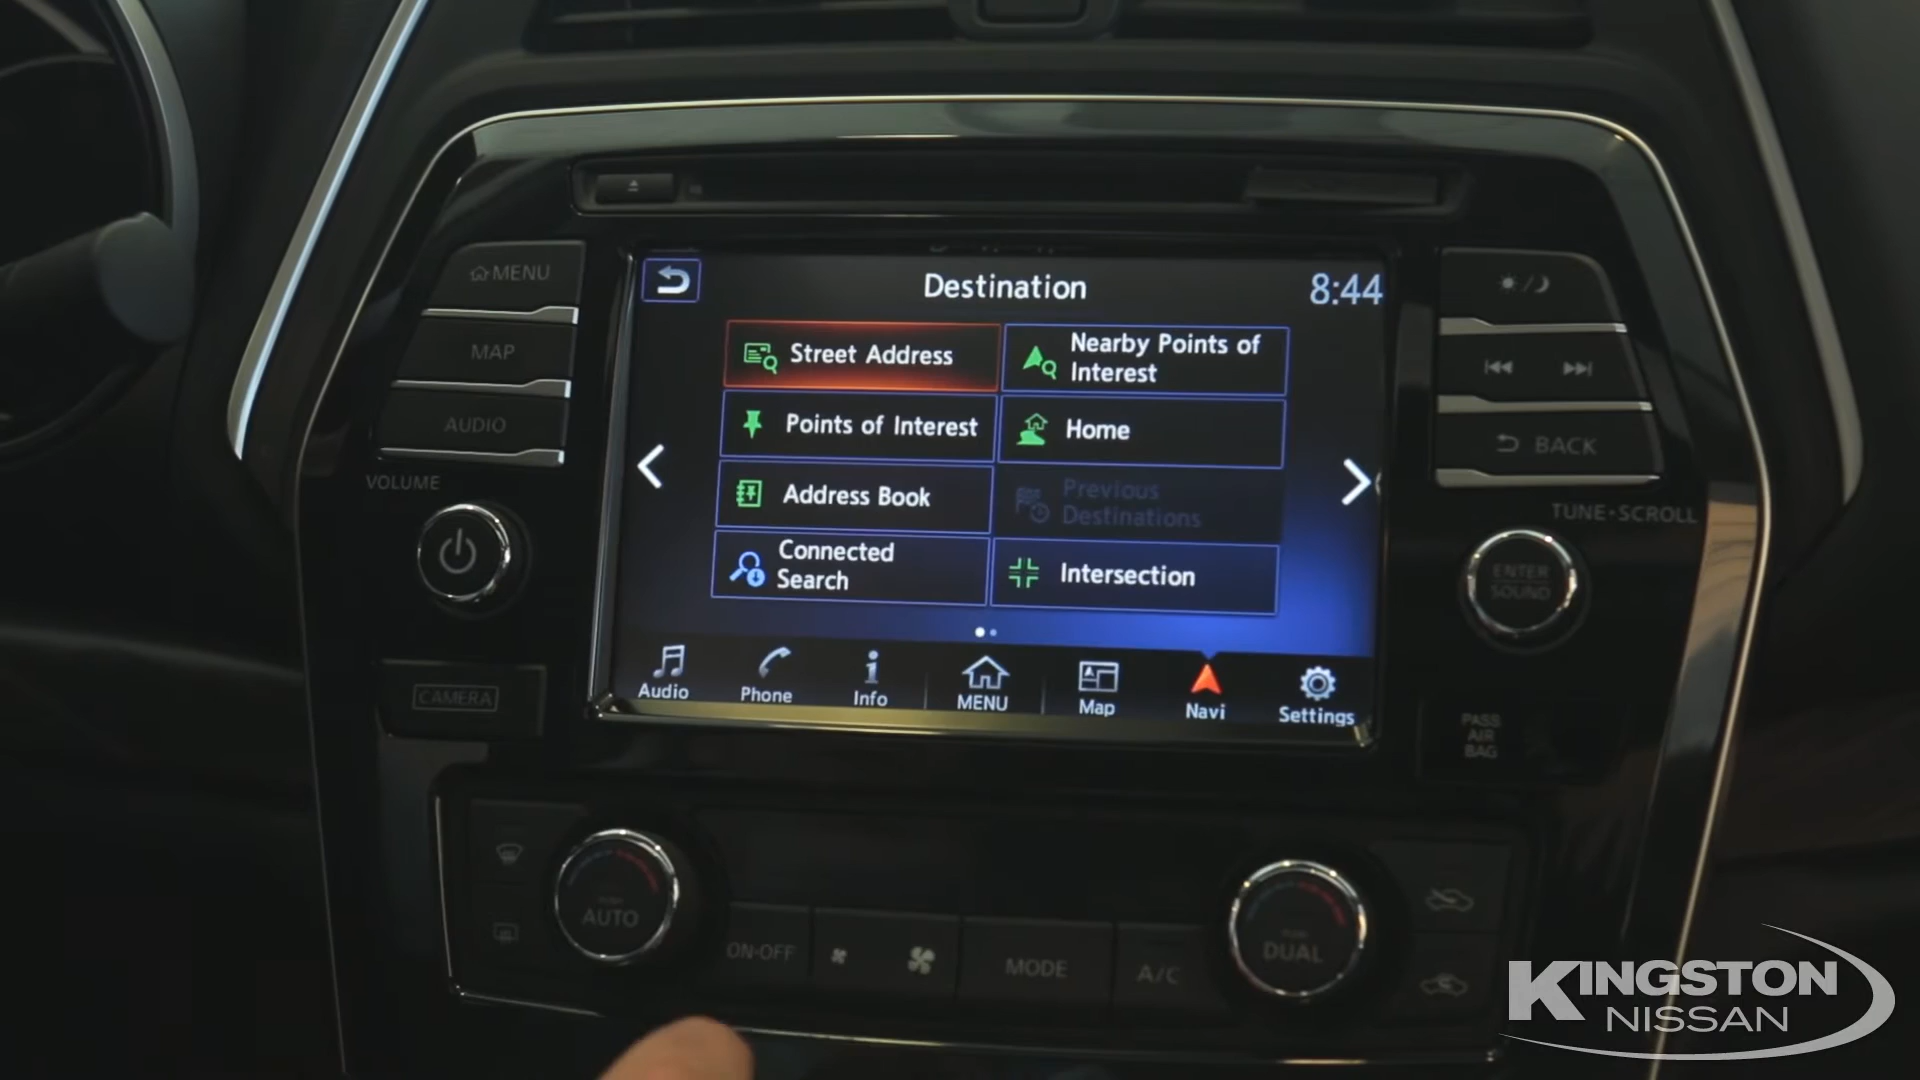 MENU
MAP
AUDIO
VOLUME
CAMERA
Destination
8:44
Street Address
Nearby Points of
Interest
Points of Interest
Home
Address Book
Previous
Destinations
Connected
Search
Intersection
Audio
Phone
Info
MENU
Map
Navi
Settings
BACK
TUNE•SCROLL
ENTER
SOUND
PASS
AIR
BAG
AUTO
ON•OFF
MODE
A/C
DUAL
KINGSTON
NISSAN